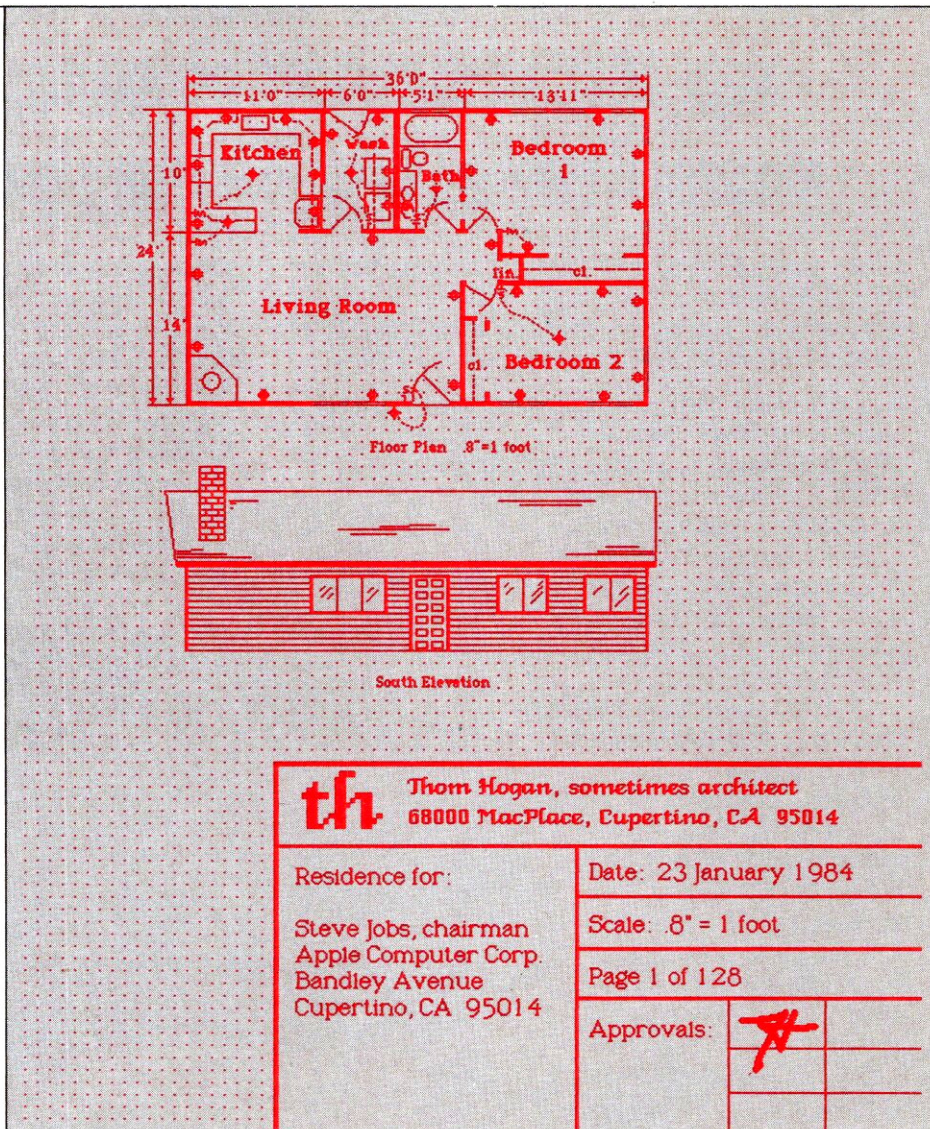 36'0"
11'0" 6'0" 5'1" 13'11"
Kitchen
Wash
Bath
Bedroom
1
10'
24'
14'
lin. cl.
Living Room
cl.
Bedroom 2
Floor Plan .8"=1 foot
South Elevation
th
Thom Hogan, sometimes architect
68000 MacPlace, Cupertino, CA 95014
Residence for:
Steve Jobs, chairman
Apple Computer Corp.
Bandley Avenue
Cupertino, CA 95014
Date: 23 January 1984
Scale: .8" = 1 foot
Page 1 of 128
Approvals: